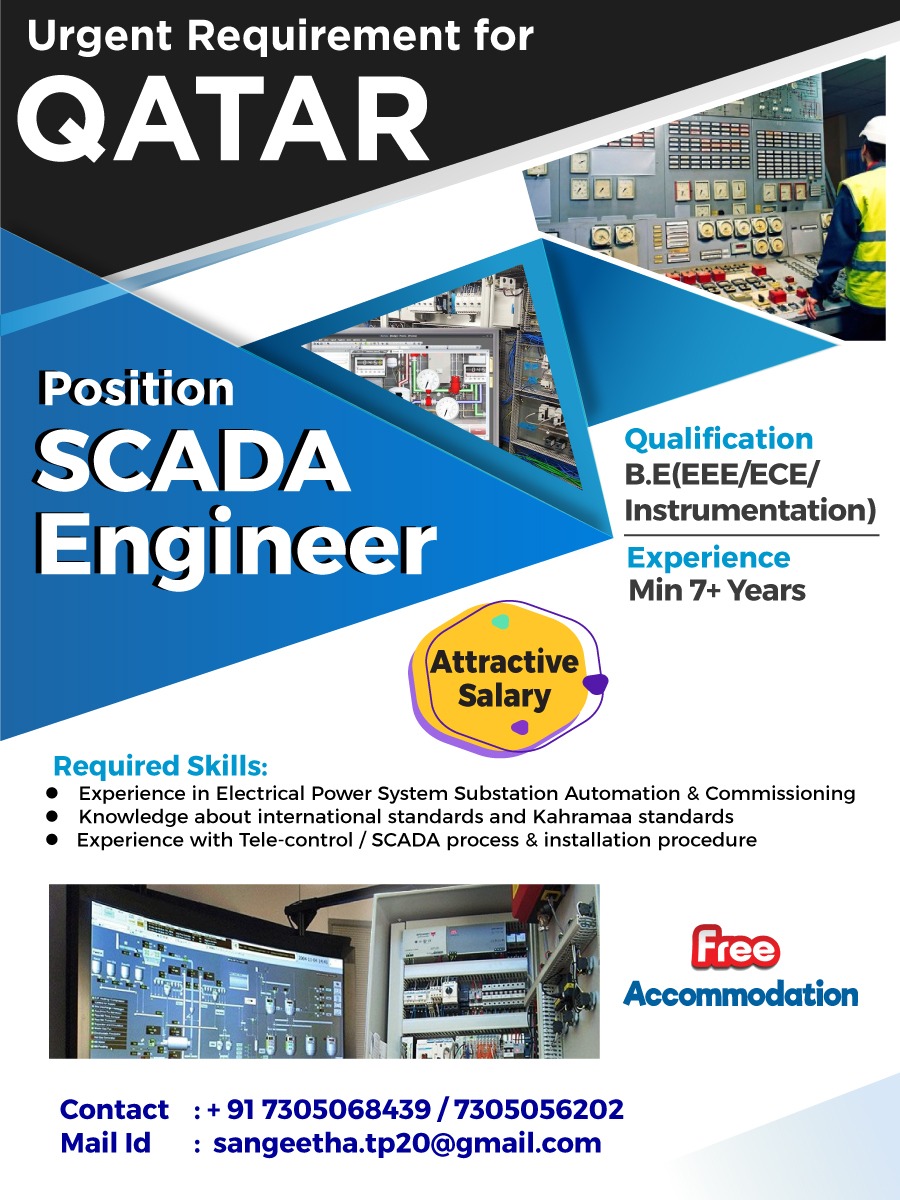 Urgent Requirement for
QATAR
Position
SCADA
Engineer
Qualification
B.E(EEE/ECE/
Instrumentation)
Experience
Min 7+ Years
Attractive
Salary
Required Skills:
● Experience in Electrical Power System Substation Automation & Commissioning
● Knowledge about international standards and Kahramaa standards
● Experience with Tele-control / SCADA process & installation procedure
Free
Accommodation
Contact : + 91 7305068439 / 7305056202
Mail Id : sangeetha.tp20@gmail.com